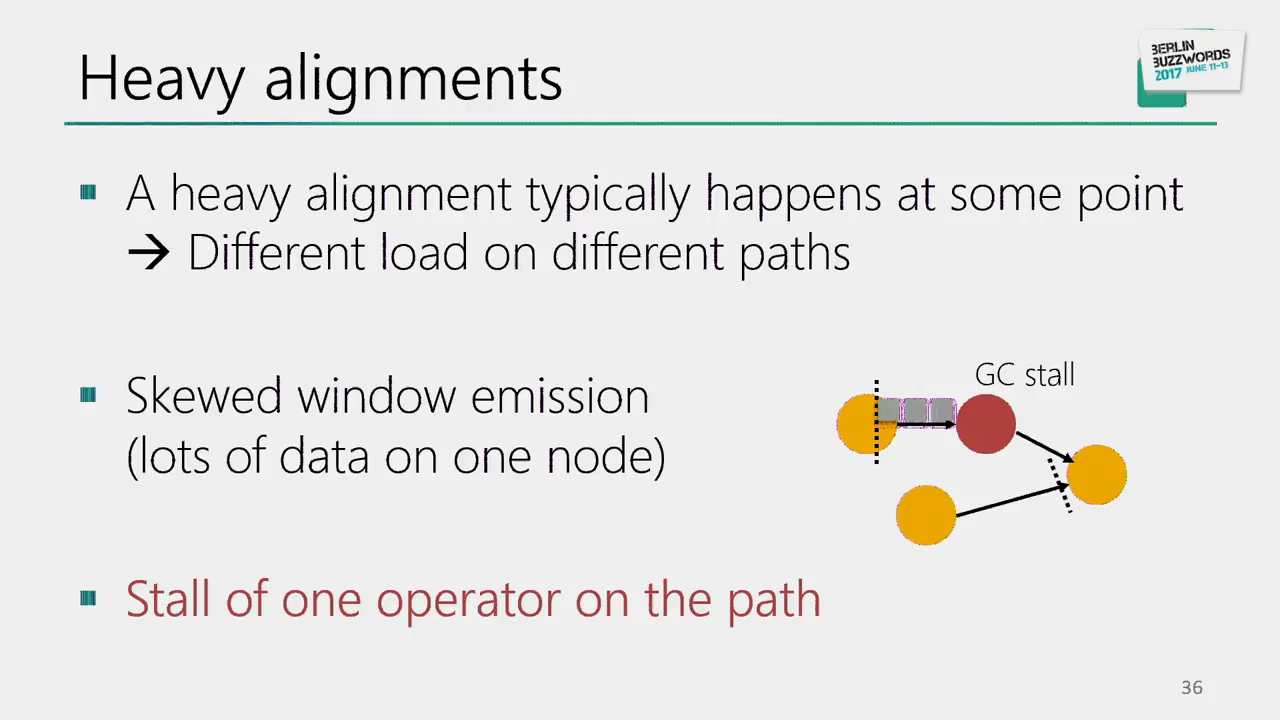 Heavy alignments
BERLIN
BUZZWORDS
2017 JUNE 11-13
A heavy alignment typically happens at some point
→ Different load on different paths
Skewed window emission
(lots of data on one node)
GC stall
Stall of one operator on the path
36